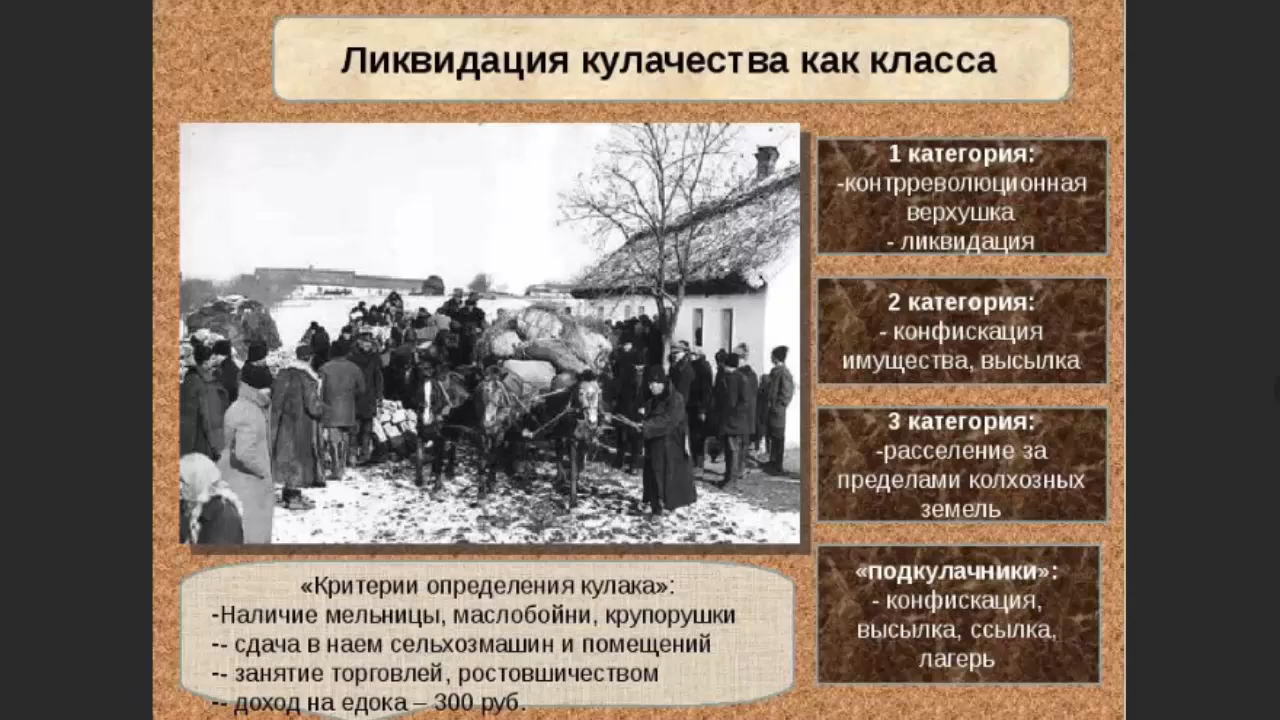 Ликвидация кулачества как класса
1 категория:
-контрреволюционная
верхушка
- ликвидация
2 категория:
- конфискация
имущества, высылка
3 категория:
-расселение за
пределами колхозных
земель
«подкулачники»:
- конфискация,
высылка, ссылка,
лагерь
«Критерии определения кулака»:
-Наличие мельницы, маслобойни, крупорушки
-- сдача в наем сельхозмашин и помещений
-- занятие торговлей, ростовшичеством
-- доход на едока – 300 руб.